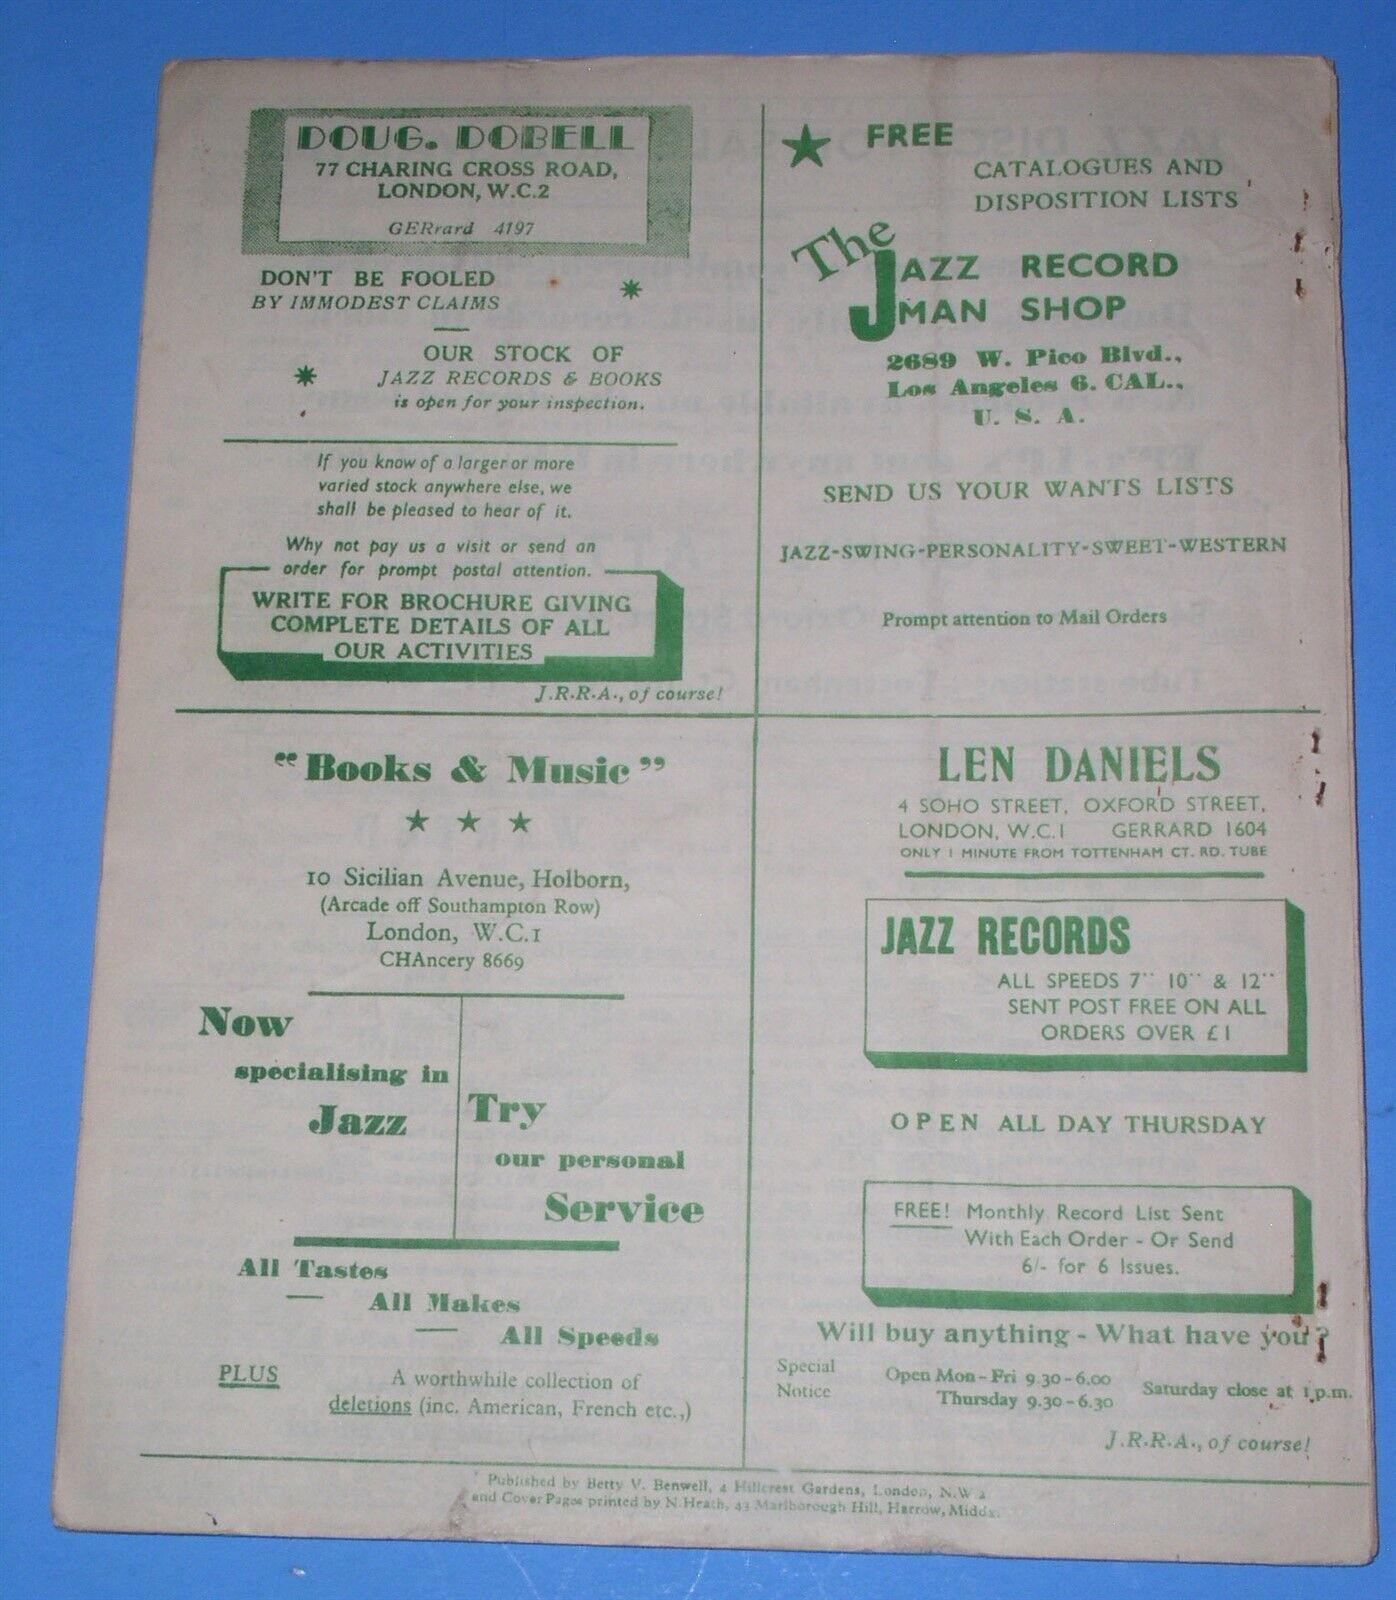 DOUG. DOBELL
77 CHARING CROSS ROAD,
LONDON, W.C.2
GERrard 4197
DON'T BE FOOLED
BY IMMODEST CLAIMS
OUR STOCK OF
JAZZ RECORDS & BOOKS
is open for your inspection.
If you know of a larger or more
varied stock anywhere else, we
shall be pleased to hear of it.
Why not pay us a visit or send an
order for prompt postal attention.
WRITE FOR BROCHURE GIVING
COMPLETE DETAILS OF ALL
OUR ACTIVITIES
J.R.R.A., of course!
FREE
CATALOGUES AND
DISPOSITION LISTS
The
JAZZ RECORD
MAN SHOP
2689 W. Pico Blvd.,
Los Angeles 6. CAL.,
U. S. A.
SEND US YOUR WANTS LISTS
JAZZ-SWING-PERSONALITY-SWEET-WESTERN
Prompt attention to Mail Orders
"Books & Music"
10 Sicilian Avenue, Holborn,
(Arcade off Southampton Row)
London, W.C.1
CHAncery 8669
Now
specialising in
Jazz
Try
our personal
Service
All Tastes
All Makes
All Speeds
PLUS A worthwhile collection of
deletions (inc. American, French etc.,)
LEN DANIELS
4 SOHO STREET, OXFORD STREET,
LONDON, W.C.1 GERRARD 1604
ONLY 1 MINUTE FROM TOTTENHAM CT. RD. TUBE
JAZZ RECORDS
ALL SPEEDS 7" 10" & 12"
SENT POST FREE ON ALL
ORDERS OVER £1
OPEN ALL DAY THURSDAY
FREE! Monthly Record List Sent
With Each Order - Or Send
6/- for 6 Issues.
Will buy anything - What have you?
Special Notice
Open Mon - Fri 9.30-6.00
Thursday 9.30-6.30
Saturday close at 1 p.m.
J.R.R.A., of course!
Published by Betty V. Benwell, 4 Hillcrest Gardens, London, N.W 2
and Cover Pages printed by N. Heath, 43 Marlborough Hill, Harrow, Middx.